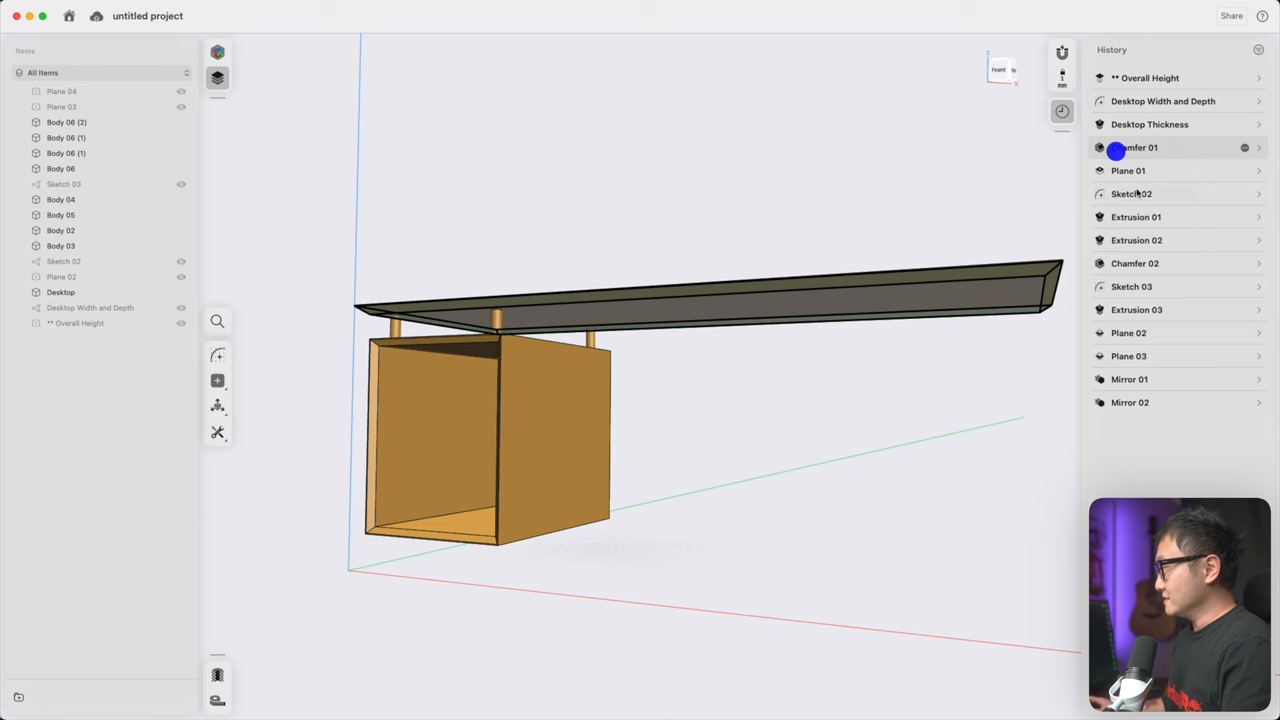 untitled project
Share
Items
All Items
Plane 04
Plane 03
Body 06 (2)
Body 06 (1)
Body 06 (1)
Body 06
Sketch 03
Body 04
Body 05
Body 02
Body 03
Sketch 02
Plane 02
Desktop
Desktop Width and Depth
** Overall Height
Z
Front
X
1
mm
History
** Overall Height
Desktop Width and Depth
Desktop Thickness
Chamfer 01
Plane 01
Sketch 02
Extrusion 01
Extrusion 02
Chamfer 02
Sketch 03
Extrusion 03
Plane 02
Plane 03
Mirror 01
Mirror 02